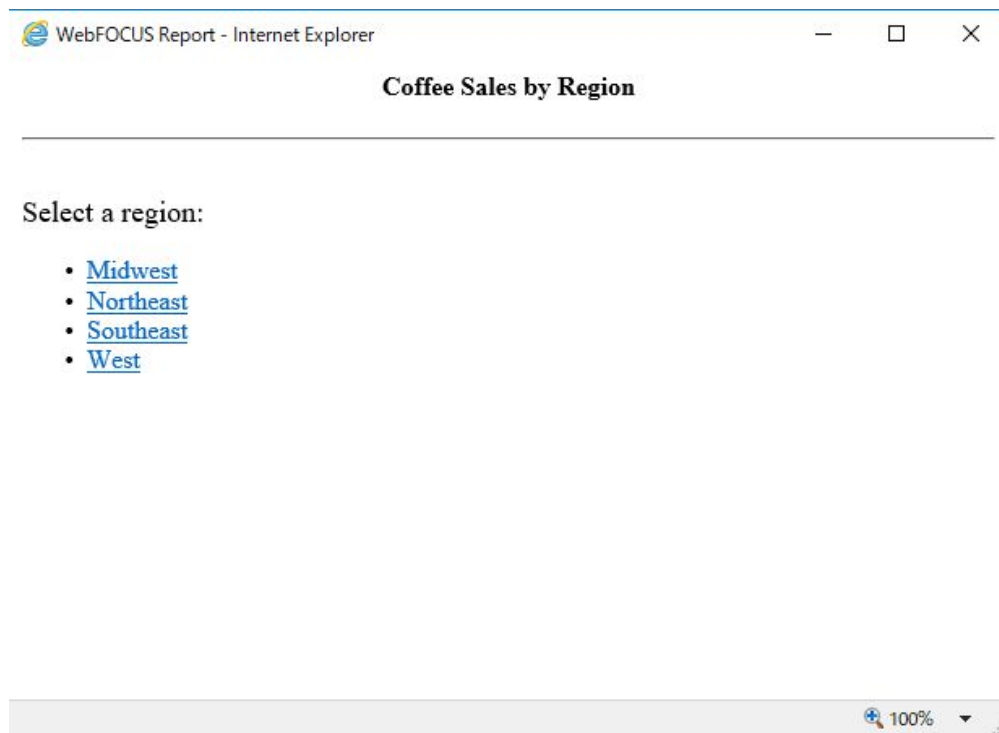 WebFOCUS Report - Internet Explorer
Coffee Sales by Region
Select a region:
• Midwest
• Northeast
• Southeast
• West
100%